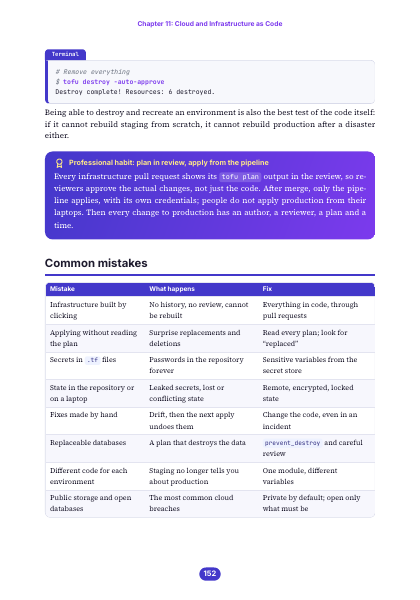 Chapter 11: Cloud and Infrastructure as Code
Terminal
# Remove everything
# tofu destroy -auto-approve
Destroy complete! Resources: 6 destroyed.
Being able to destroy and recreate an environment is also the best test of the code itself:
if it cannot rebuild staging from scratch, it cannot rebuild production after a disaster
either.
Professional habit: plan in review, apply from the pipeline
Every infrastructure pull request shows its tofu plan output in the review, so re-
viewers approve the actual changes, not just the code. After merge, only the pipe-
line applies, with its own credentials; people do not apply production from their
laptops. Then every change to production has an author, a reviewer, a plan and a
time.
Common mistakes
Mistake What happens Fix
Infrastructure built by No history, no review, cannot Everything in code, through
clicking be rebuilt pull requests
Applying without reading Surprise replacements and Read every plan; look for
the plan deletions “replaced”
Secrets in .tf files Passwords in the repository Sensitive variables from the
forever secret store
State in the repository or Leaked secrets, lost or Remote, encrypted, locked
on a laptop conflicting state state
Fixes made by hand Drift, then the next apply Change the code, even in an
undoes them incident
Replaceable databases A plan that destroys the data prevent_destroy and careful
review
Different code for each Staging no longer tells you One module, different
environment about production variables
Public storage and open The most common cloud Private by default; open only
databases breaches what must be
152